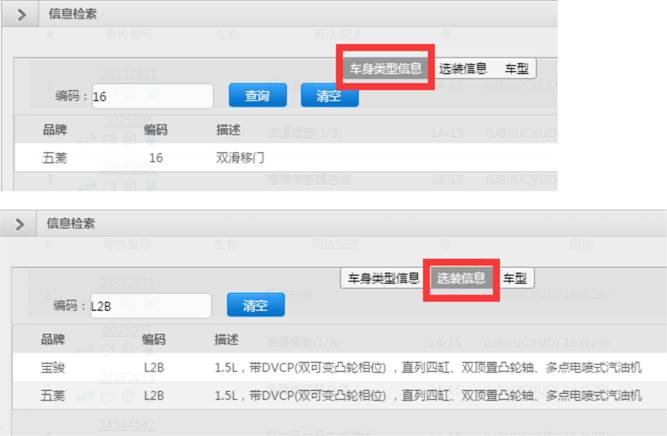 信息检索
车身类型信息 选装信息 车型
编码：16 查询 清空
品牌 编码 描述
五菱 16 双滑移门
信息检索
车身类型信息 选装信息 车型
编码：L2B 清空
品牌 编码 描述
宝骏 L2B 1.5L，带DVCP(双可变凸轮相位) ，直列四缸、双顶置凸轮轴、多点电喷式汽油机
五菱 L2B 1.5L，带DVCP(双可变凸轮相位) ，直列四缸、双顶置凸轮轴、多点电喷式汽油机